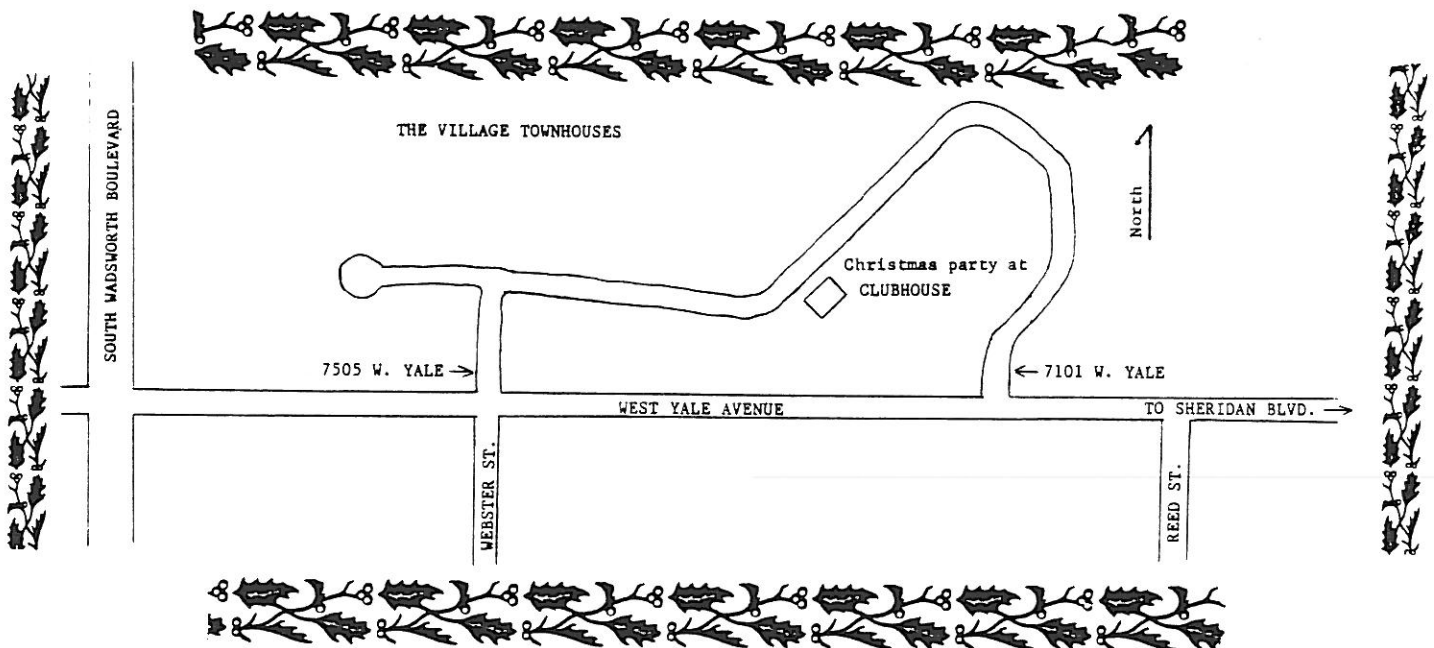 THE VILLAGE TOWNHOUSES
SOUTH WADSWORTH BOULEVARD
North
Christmas party at
CLUBHOUSE
7505 W. YALE →
← 7101 W. YALE
WEST YALE AVENUE
TO SHERIDAN BLVD. →
WEBSTER ST.
REED ST.